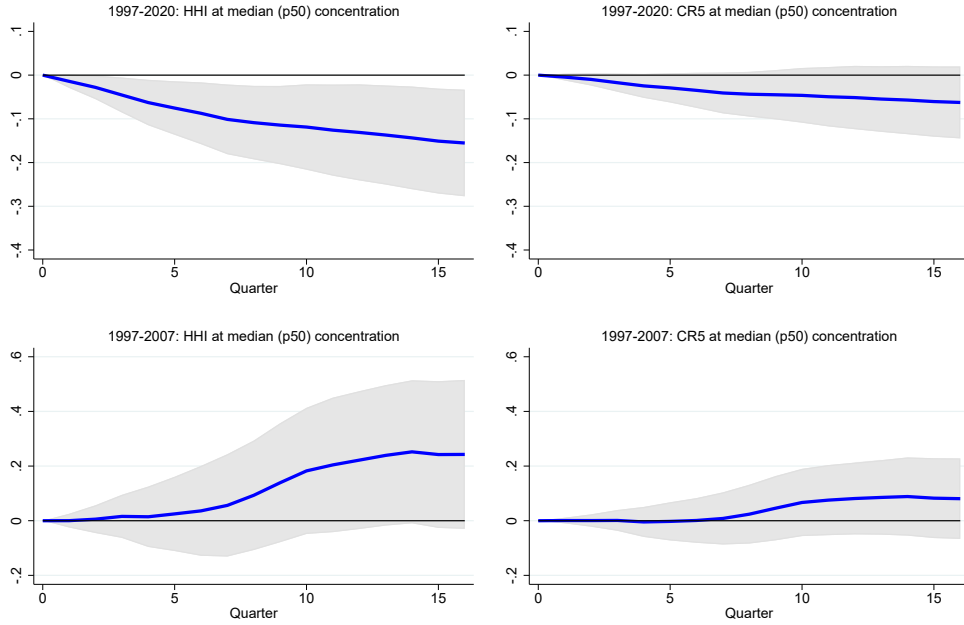 1997-2020: HHI at median (p50) concentration
.1
0
-.1
-.2
-.3
-.4
0 5 10 15
Quarter
1997-2020: CR5 at median (p50) concentration
.1
0
-.1
-.2
-.3
-.4
0 5 10 15
Quarter
1997-2007: HHI at median (p50) concentration
.6
.4
.2
0
-.2
0 5 10 15
Quarter
1997-2007: CR5 at median (p50) concentration
.6
.4
.2
0
-.2
0 5 10 15
Quarter